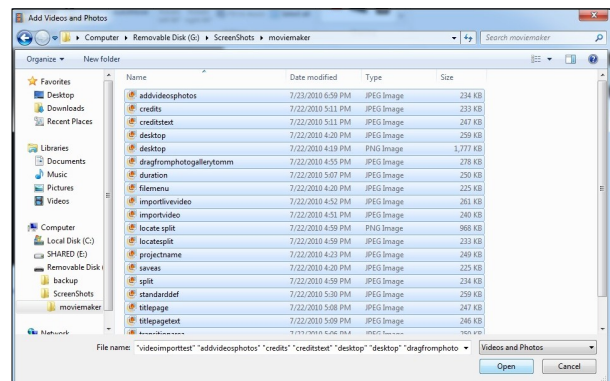 Add Videos and Photos
Computer ▸ Removable Disk (G:) ▸ ScreenShots ▸ moviemaker
Search moviemaker
Organize New folder
Name Date modified Type Size
Favorites
Desktop
Downloads
Recent Places
Libraries
Documents
Music
Pictures
Videos
Computer
Local Disk (C:)
SHARED (E:)
Removable Disk
backup
ScreenShots
moviemaker
Network
addvideosphotos 7/23/2010 6:59 PM JPEG Image 234 KB
credits 7/22/2010 5:11 PM JPEG Image 233 KB
creditstext 7/22/2010 5:11 PM JPEG Image 247 KB
desktop 7/22/2010 4:20 PM JPEG Image 259 KB
desktop 7/22/2010 4:19 PM PNG Image 1,777 KB
dragfromphotogallerytomm 7/22/2010 4:55 PM JPEG Image 278 KB
duration 7/22/2010 5:07 PM JPEG Image 250 KB
filemenu 7/22/2010 4:20 PM JPEG Image 225 KB
importlivevideo 7/22/2010 4:52 PM JPEG Image 261 KB
importvideo 7/22/2010 4:51 PM JPEG Image 240 KB
locate split 7/22/2010 4:59 PM PNG Image 968 KB
locatesplit 7/22/2010 4:59 PM JPEG Image 233 KB
projectname 7/22/2010 4:23 PM JPEG Image 249 KB
saveas 7/22/2010 4:20 PM JPEG Image 225 KB
split 7/22/2010 4:59 PM JPEG Image 234 KB
standarddef 7/22/2010 5:30 PM JPEG Image 259 KB
titlepage 7/22/2010 5:08 PM JPEG Image 247 KB
titlepagetext 7/22/2010 5:09 PM JPEG Image 246 KB
transitionarea 7/22/2010 5:06 PM JPEG Image 250 KB
File name: "videoimporttest" "addvideosphotos" "credits" "creditstext" "desktop" "desktop" "dragfromphoto Videos and Photos
Open Cancel